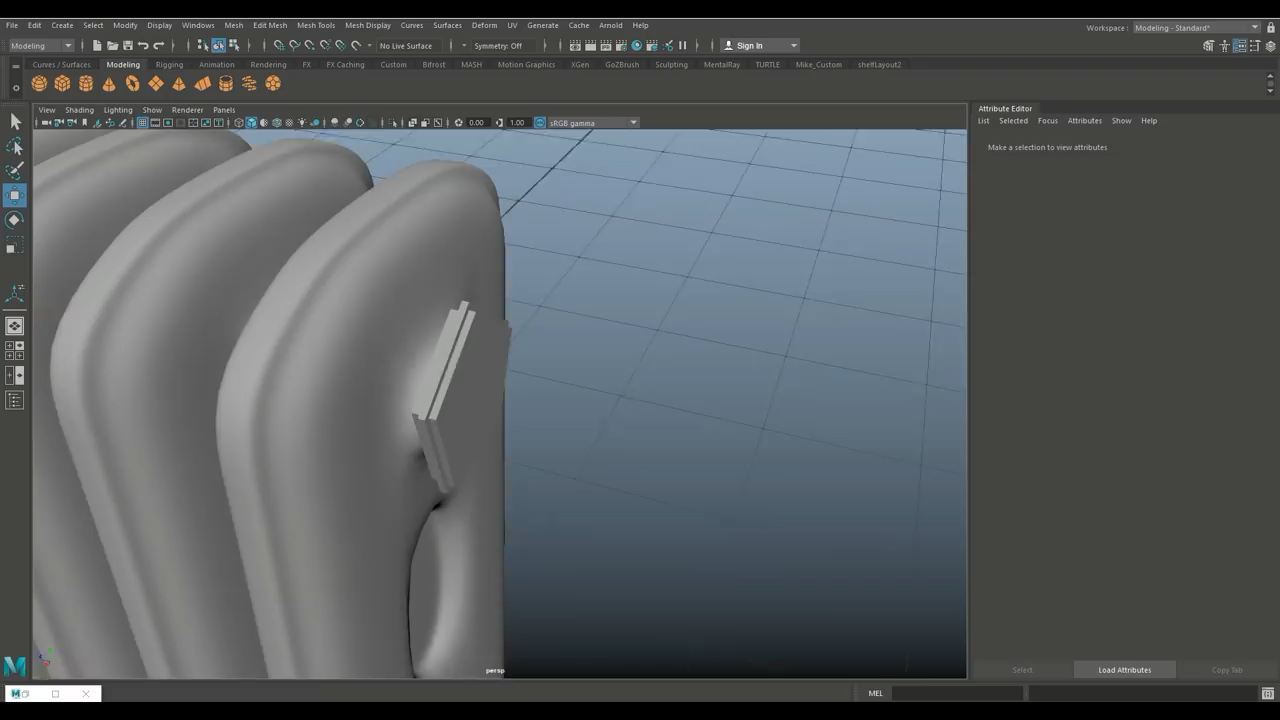 File Edit Create Select Modify Display Windows Mesh Edit Mesh Mesh Tools Mesh Display Curves Surfaces Deform UV Generate Cache Arnold Help
Workspace: Modeling - Standard*
Modeling No Live Surface Symmetry: Off Sign In
Curves / Surfaces Modeling Rigging Animation Rendering FX FX Caching Custom Bifrost MASH Motion Graphics XGen GoZBrush Sculpting MentalRay TURTLE Mike_Custom shelfLayout2
View Shading Lighting Show Renderer Panels
0.00 1.00 sRGB gamma
Attribute Editor
List Selected Focus Attributes Show Help
Make a selection to view attributes
persp
Select Load Attributes Copy Tab
MEL